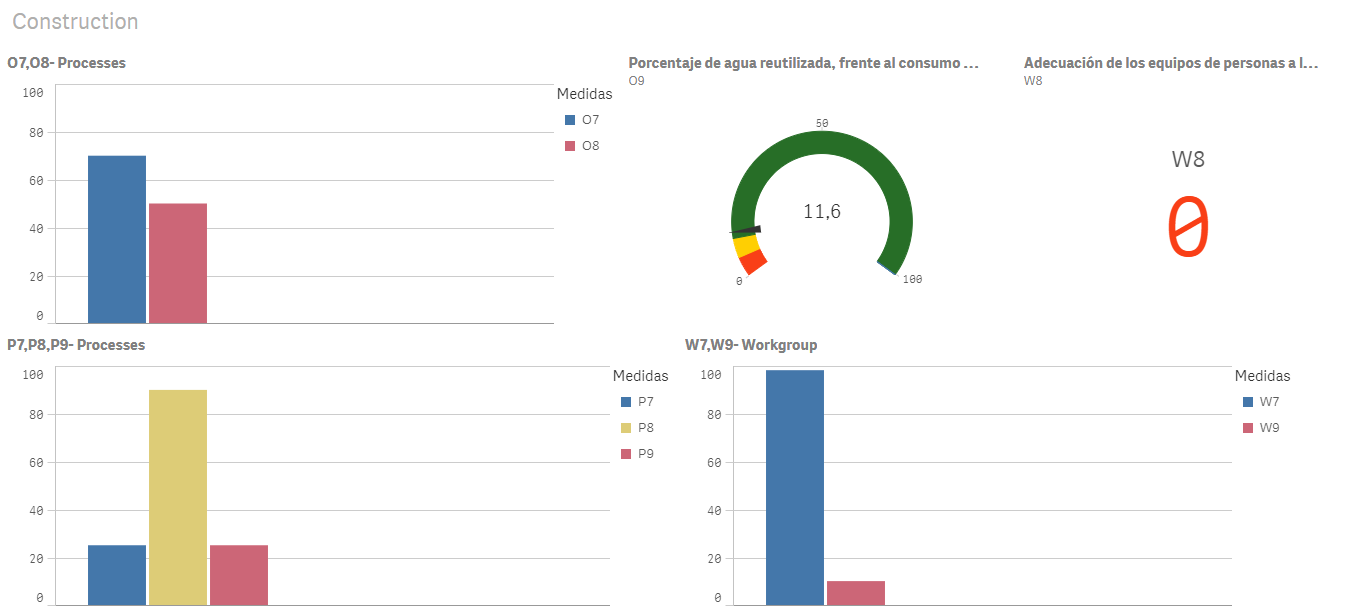 Construction
O7,O8- Processes
100
80
60
40
20
0
Medidas
O7
O8
Porcentaje de agua reutilizada, frente al consumo ...
O9
50
11,6
0
100
Adecuación de los equipos de personas a l...
W8
W8
0
P7,P8,P9- Processes
100
80
60
40
20
0
Medidas
P7
P8
P9
W7,W9- Workgroup
100
80
60
40
20
0
Medidas
W7
W9